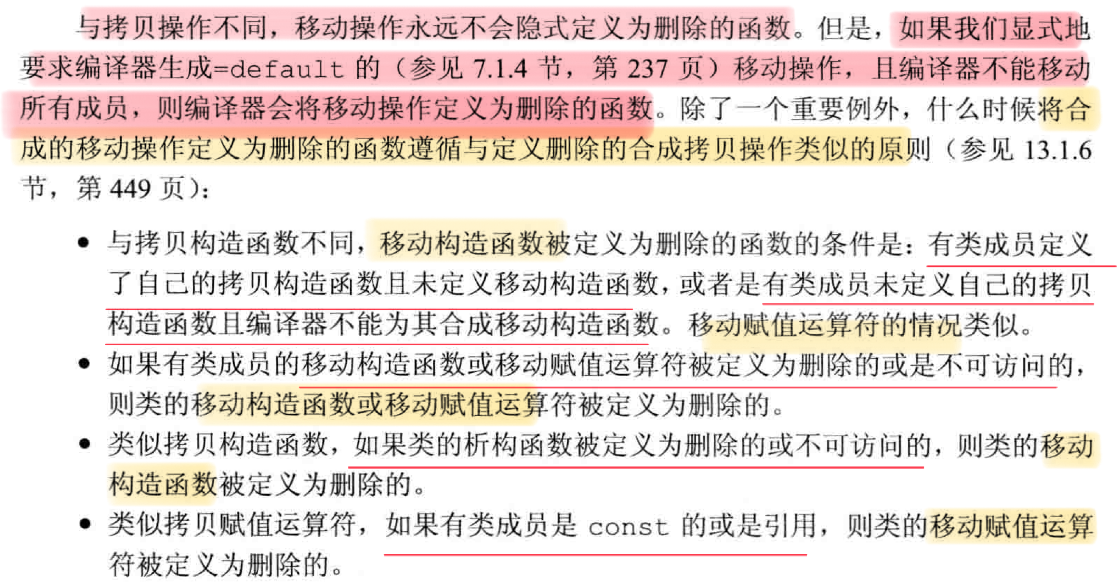 与拷贝操作不同，移动操作永远不会隐式定义为删除的函数。但是，如果我们显式地
要求编译器生成=default 的（参见 7.1.4 节，第 237 页）移动操作，且编译器不能移动
所有成员，则编译器会将移动操作定义为删除的函数。除了一个重要例外，什么时候将合
成的移动操作定义为删除的函数遵循与定义删除的合成拷贝操作类似的原则（参见 13.1.6
节，第 449 页）：
● 与拷贝构造函数不同，移动构造函数被定义为删除的函数的条件是：有类成员定义
了自己的拷贝构造函数且未定义移动构造函数，或者是有类成员未定义自己的拷贝
构造函数且编译器不能为其合成移动构造函数。移动赋值运算符的情况类似。
● 如果有类成员的移动构造函数或移动赋值运算符被定义为删除的或是不可访问的，
则类的移动构造函数或移动赋值运算符被定义为删除的。
● 类似拷贝构造函数，如果类的析构函数被定义为删除的或不可访问的，则类的移动
构造函数被定义为删除的。
● 类似拷贝赋值运算符，如果有类成员是 const 的或是引用，则类的移动赋值运算
符被定义为删除的。